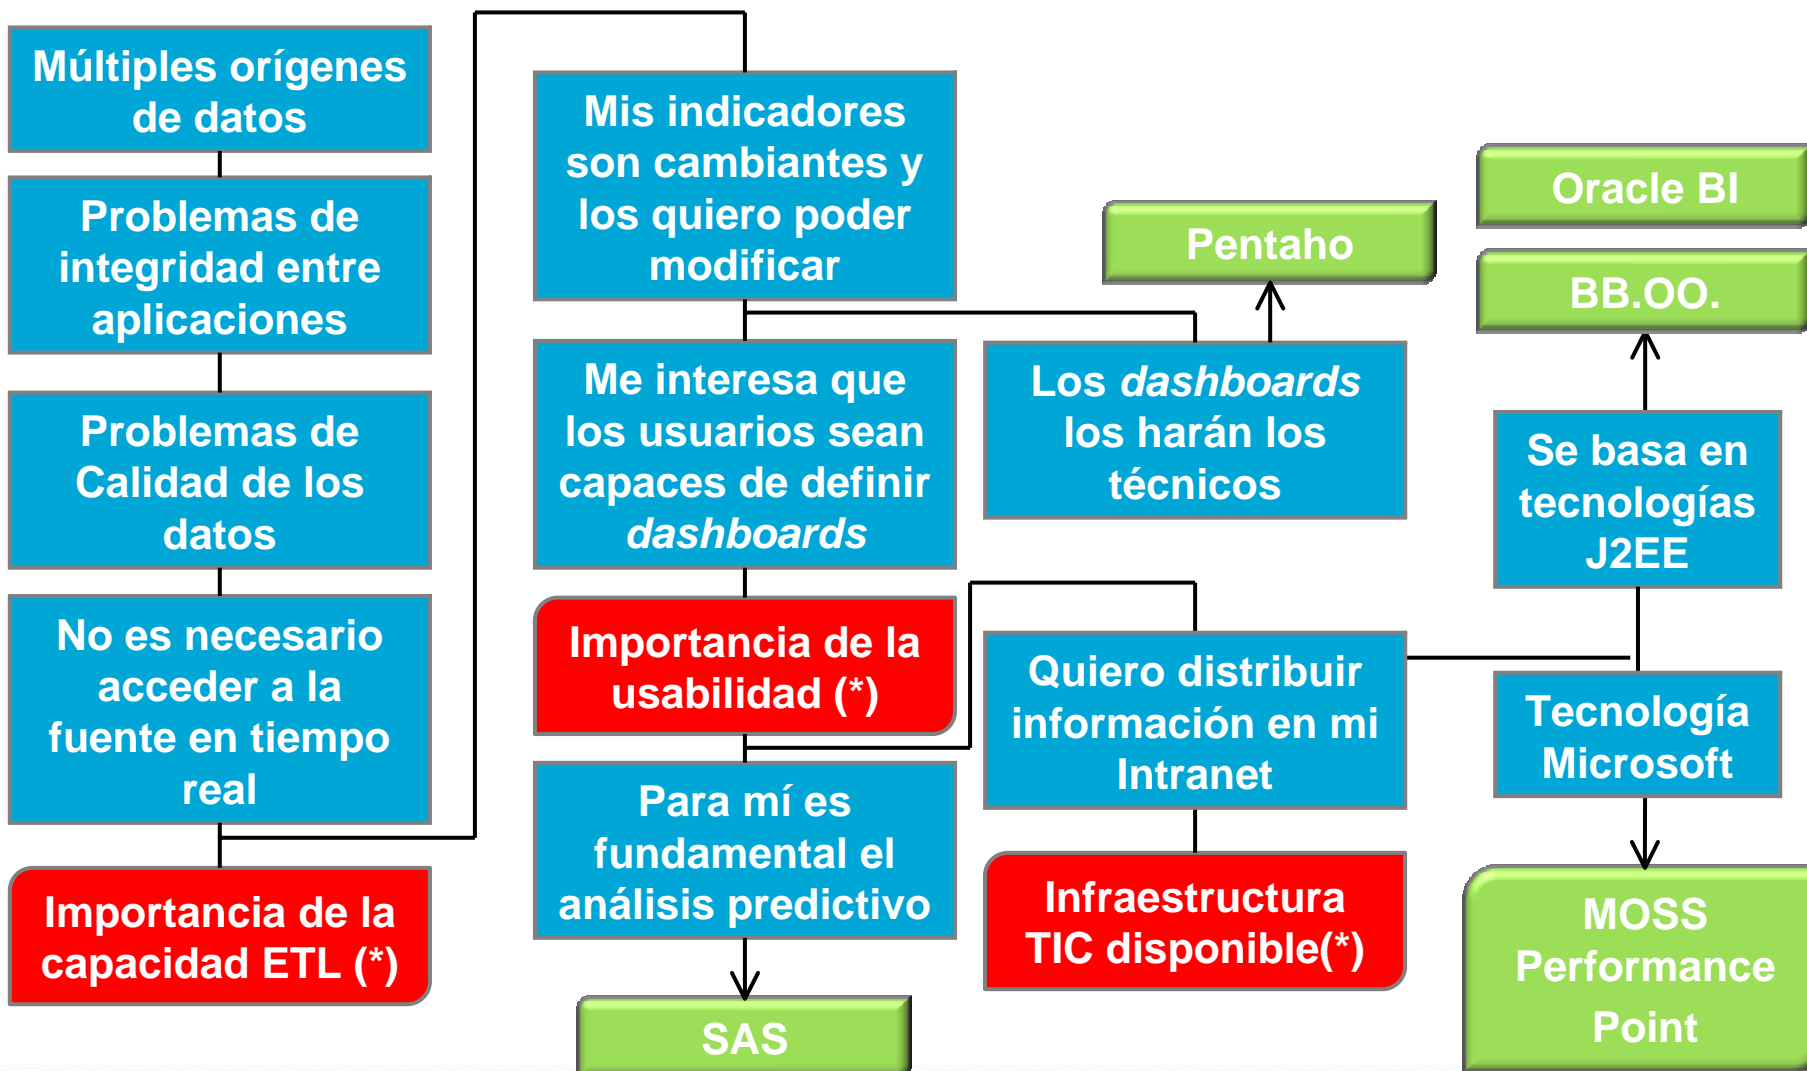 Múltiples orígenes
de datos
Problemas de
integridad entre
aplicaciones
Problemas de
Calidad de los
datos
No es necesario
acceder a la
fuente en tiempo
real
Importancia de la
capacidad ETL (*)
Mis indicadores
son cambiantes y
los quiero poder
modificar
Me interesa que
los usuarios sean
capaces de definir
dashboards
Importancia de la
usabilidad (*)
Para mí es
fundamental el
análisis predictivo
SAS
Pentaho
Los dashboards
los harán los
técnicos
Quiero distribuir
información en mi
Intranet
Infraestructura
TIC disponible(*)
Oracle BI
BB.OO.
Se basa en
tecnologías
J2EE
Tecnología
Microsoft
MOSS
Performance
Point